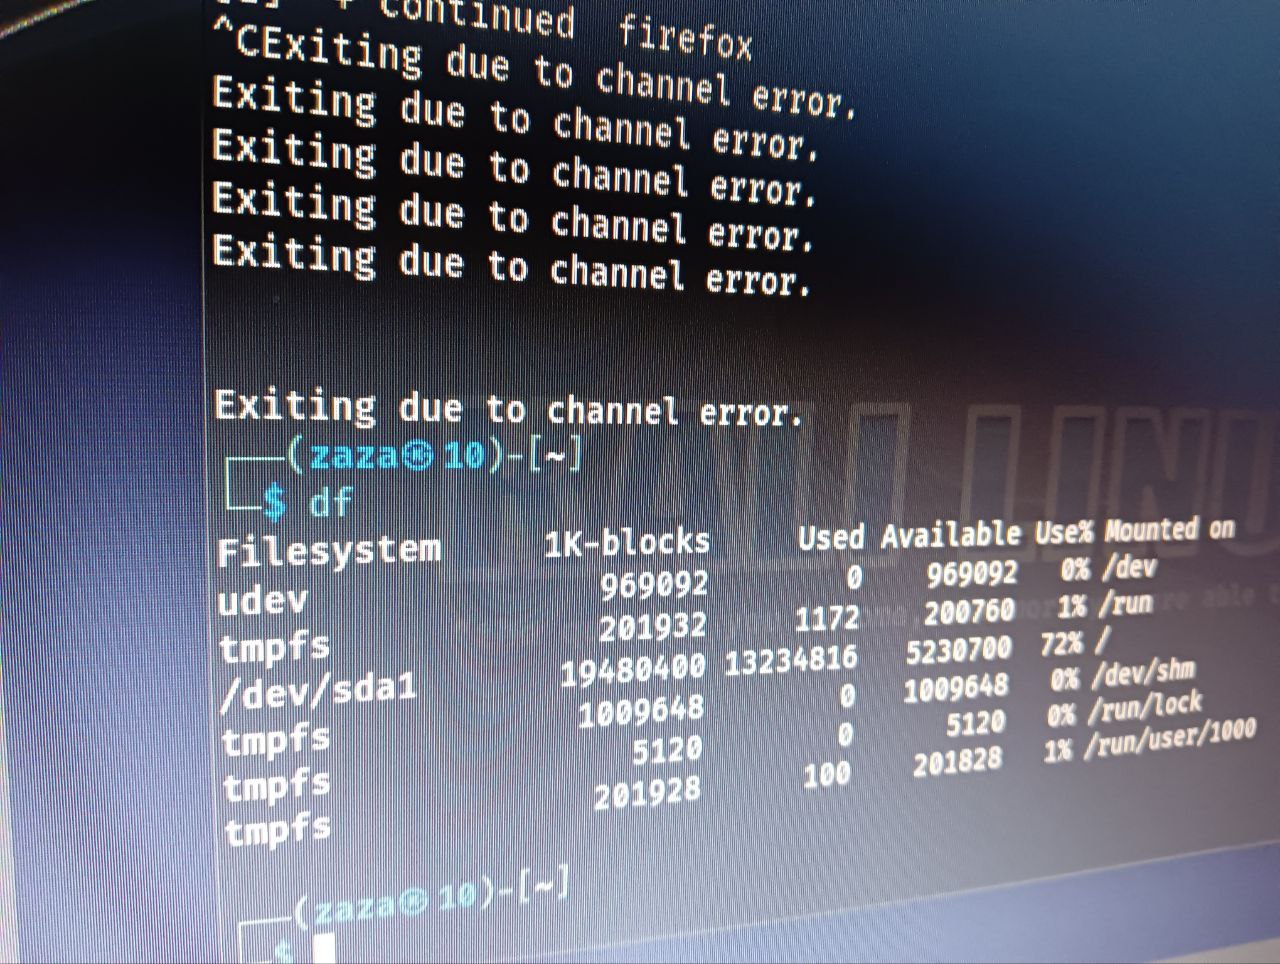 continued firefox
^CExiting due to channel error.
Exiting due to channel error.
Exiting due to channel error.
Exiting due to channel error.
Exiting due to channel error.
Exiting due to channel error.
┌──(zaza㉿10)-[~]
└─$ df
Filesystem 1K-blocks Used Available Use% Mounted on
udev 969092 0 969092 0% /dev
tmpfs 201932 1172 200760 1% /run
/dev/sda1 19480400 13234816 5230700 72% /
tmpfs 1009648 0 1009648 0% /dev/shm
tmpfs 5120 0 5120 0% /run/lock
tmpfs 201928 100 201828 1% /run/user/1000
┌──(zaza㉿10)-[~]
└─$